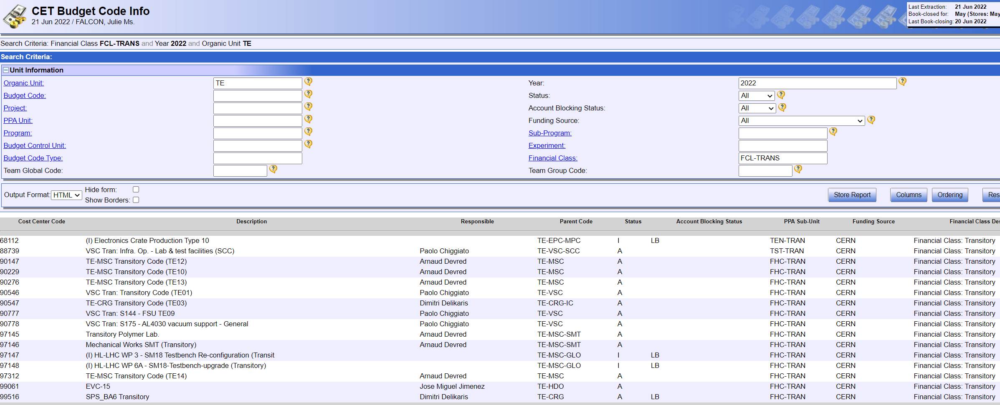 CET Budget Code Info
21 Jun 2022 / FALCON, Julie Ms.
Last Extraction: 21 Jun 2022
Book-closed for: May (Stores: May
Last Book-closing: 20 Jun 2022
Search Criteria: Financial Class FCL-TRANS and Year 2022 and Organic Unit TE
Search Criteria:
Unit Information
Organic Unit: TE Year: 2022
Budget Code: Status: All
Project: Account Blocking Status: All
PPA Unit: Funding Source: All
Program: Sub-Program:
Budget Control Unit: Experiment:
Budget Code Type: Financial Class: FCL-TRANS
Team Global Code: Team Group Code:
Output Format: HTML Hide form:
Show Borders:
Store Report Columns Ordering Res
Cost Center Code Description Responsible Parent Code Status Account Blocking Status PPA Sub-Unit Funding Source Financial Class Des
68112 (I) Electronics Crate Production Type 10 TE-EPC-MPC I LB TEN-TRAN CERN Financial Class: Transitory
88739 VSC Tran: Infra. Op. - Lab & test facilities (SCC) Paolo Chiggiato TE-VSC-SCC A TST-TRAN CERN Financial Class: Transitory
90147 TE-MSC Transitory Code (TE12) Arnaud Devred TE-MSC A FHC-TRAN CERN Financial Class: Transitory
90229 TE-MSC Transitory Code (TE10) Arnaud Devred TE-MSC A FHC-TRAN CERN Financial Class: Transitory
90276 TE-MSC Transitory Code (TE13) Arnaud Devred TE-MSC A FHC-TRAN CERN Financial Class: Transitory
90546 VSC Tran: Transitory Code (TE01) Paolo Chiggiato TE-VSC A FHC-TRAN CERN Financial Class: Transitory
90547 TE-CRG Transitory Code (TE03) Dimitri Delikaris TE-CRG-IC A FHC-TRAN CERN Financial Class: Transitory
90777 VSC Tran: S144 - FSU TE09 Paolo Chiggiato TE-VSC A FHC-TRAN CERN Financial Class: Transitory
90778 VSC Tran: S175 - AL4030 vacuum support - General Paolo Chiggiato TE-VSC A FHC-TRAN CERN Financial Class: Transitory
97145 Transitory Polymer Lab. Arnaud Devred TE-MSC-SMT A FHC-TRAN CERN Financial Class: Transitory
97146 Mechanical Works SMT (Transitory) Arnaud Devred TE-MSC-SMT A FHC-TRAN CERN Financial Class: Transitory
97147 (I) HL-LHC WP 3 - SM18 Testbench Re-configuration (Transit TE-MSC-GLO I LB FHC-TRAN CERN Financial Class: Transitory
97148 (I) HL-LHC WP 6A - SM18-Testbench-upgrade (Transitory) TE-MSC-GLO I LB FHC-TRAN CERN Financial Class: Transitory
97312 TE-MSC Transitory Code (TE14) Arnaud Devred TE-MSC A FHC-TRAN CERN Financial Class: Transitory
99061 EVC-15 Jose Miguel Jimenez TE-HDO A FHC-TRAN CERN Financial Class: Transitory
99516 SPS_BA6 Transitory Dimitri Delikaris TE-CRG A LB FHC-TRAN CERN Financial Class: Transitory